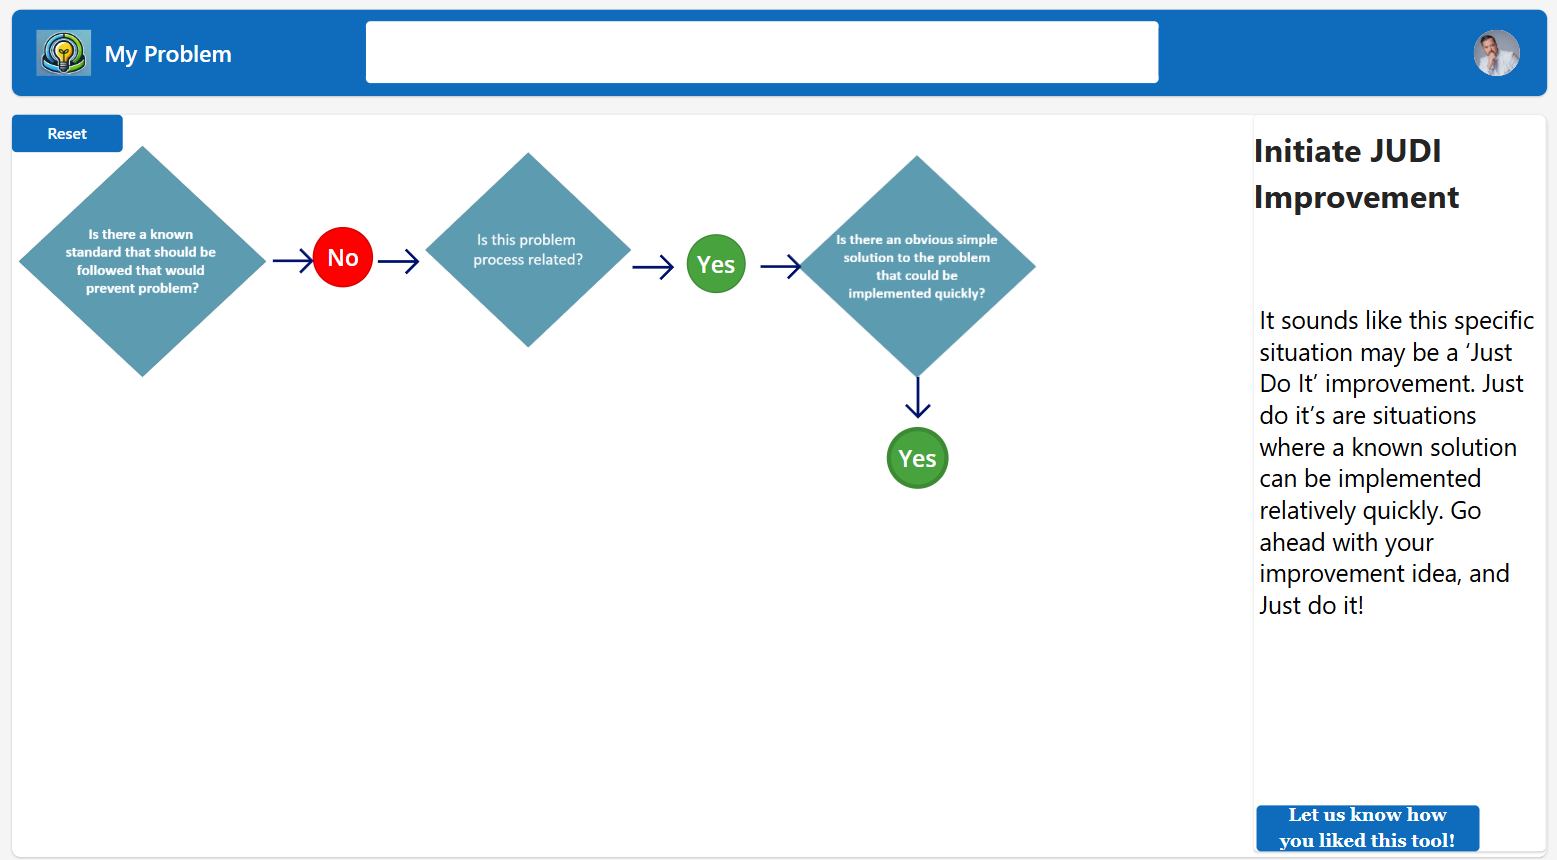 My Problem
Reset
Is there a known
standard that should be
followed that would
prevent problem?
No
Is this problem
process related?
Yes
Is there an obvious simple
solution to the problem
that could be
implemented quickly?
Yes
Initiate JUDI
Improvement
It sounds like this specific
situation may be a ‘Just
Do It’ improvement. Just
do it’s are situations
where a known solution
can be implemented
relatively quickly. Go
ahead with your
improvement idea, and
Just do it!
Let us know how
you liked this tool!